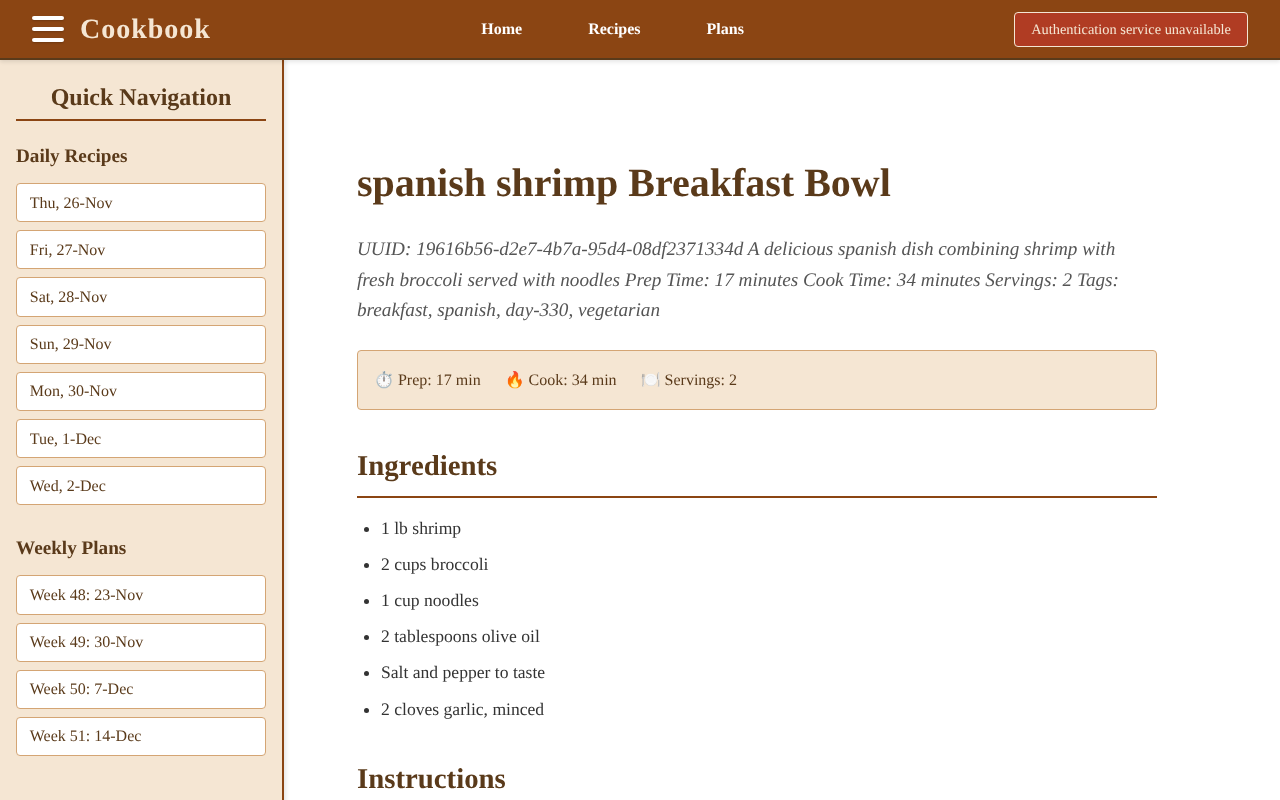 Cookbook
Home
Recipes
Plans
Authentication service unavailable
Quick Navigation
Daily Recipes
Thu, 26-Nov
Fri, 27-Nov
Sat, 28-Nov
Sun, 29-Nov
Mon, 30-Nov
Tue, 1-Dec
Wed, 2-Dec
Weekly Plans
Week 48: 23-Nov
Week 49: 30-Nov
Week 50: 7-Dec
Week 51: 14-Dec
spanish shrimp Breakfast Bowl
UUID: 19616b56-d2e7-4b7a-95d4-08df2371334d A delicious spanish dish combining shrimp with
fresh broccoli served with noodles Prep Time: 17 minutes Cook Time: 34 minutes Servings: 2 Tags:
breakfast, spanish, day-330, vegetarian
⏱️ Prep: 17 min 🔥 Cook: 34 min 🍽️ Servings: 2
Ingredients
1 lb shrimp
2 cups broccoli
1 cup noodles
2 tablespoons olive oil
Salt and pepper to taste
2 cloves garlic, minced
Instructions